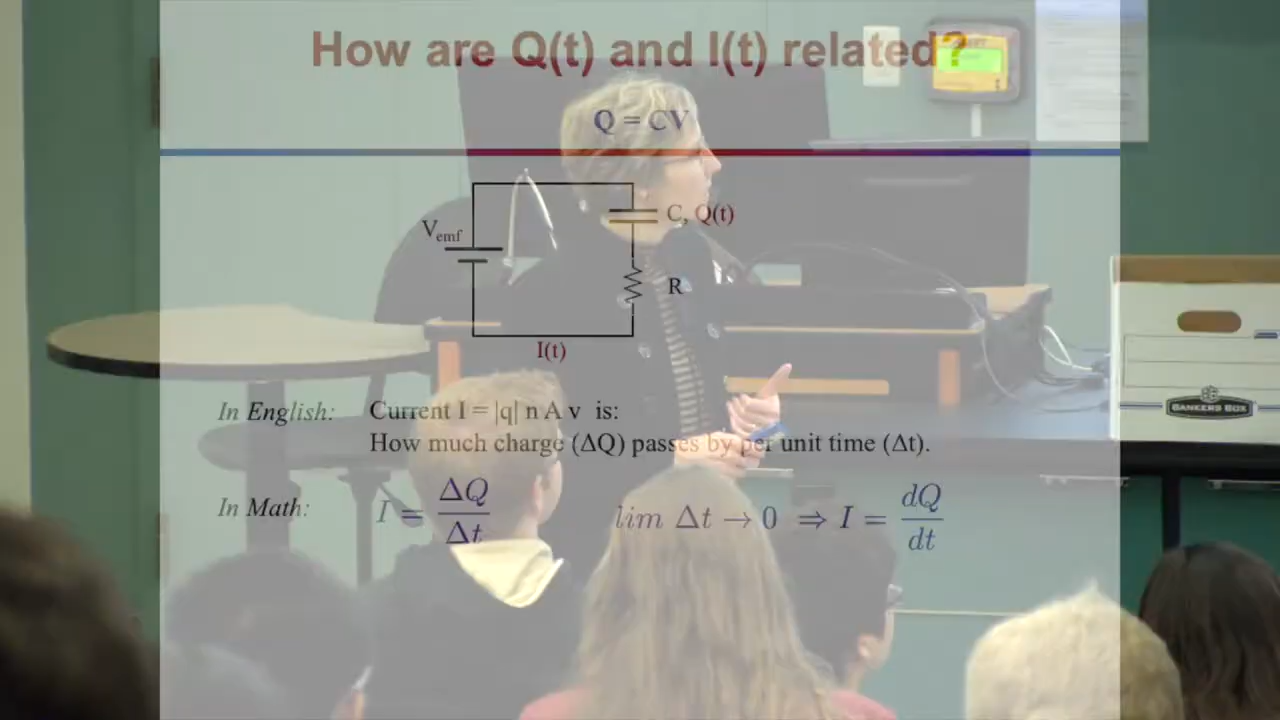 How are Q(t) and I(t) related?
Q = CV
V_emf
C, Q(t)
R
I(t)
In English: Current I = |q| n A v is:
How much charge (ΔQ) passes by per unit time (Δt).
In Math: I = ΔQ/Δt lim Δt → 0 ⇒ I = dQ/dt
BANKERS BOX